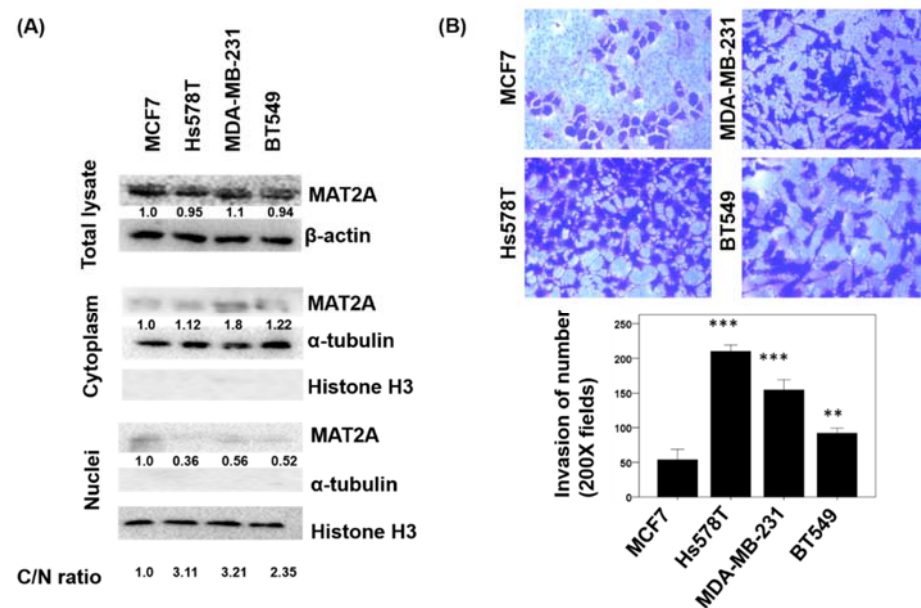 (A)
MCF7
Hs578T
MDA-MB-231
BT549
Total lysate
MAT2A
1.0 0.95 1.1 0.94
β-actin
Cytoplasm
MAT2A
1.0 1.12 1.8 1.22
α-tubulin
Histone H3
Nuclei
MAT2A
1.0 0.36 0.56 0.52
α-tubulin
Histone H3
C/N ratio 1.0 3.11 3.21 2.35
(B)
MCF7
MDA-MB-231
Hs578T
BT549
Invasion of number
(200X fields)
250
200
150
100
50
0
***
***
**
MCF7
Hs578T
MDA-MB-231
BT549